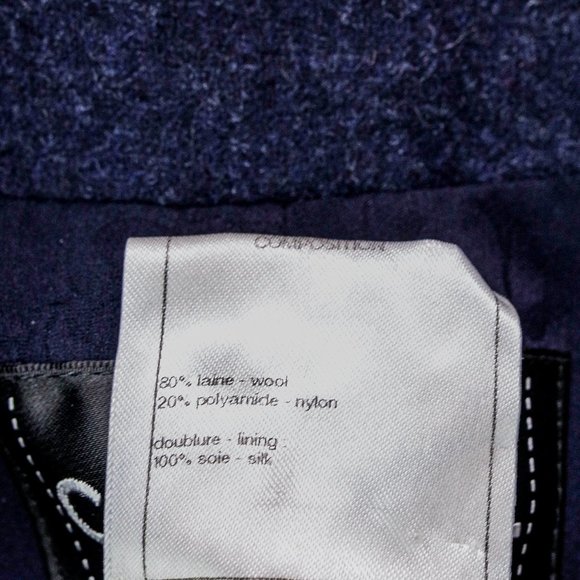 COMPOSITION
80% laine - wool
20% polyamide - nylon
doublure - lining :
100% soie - silk